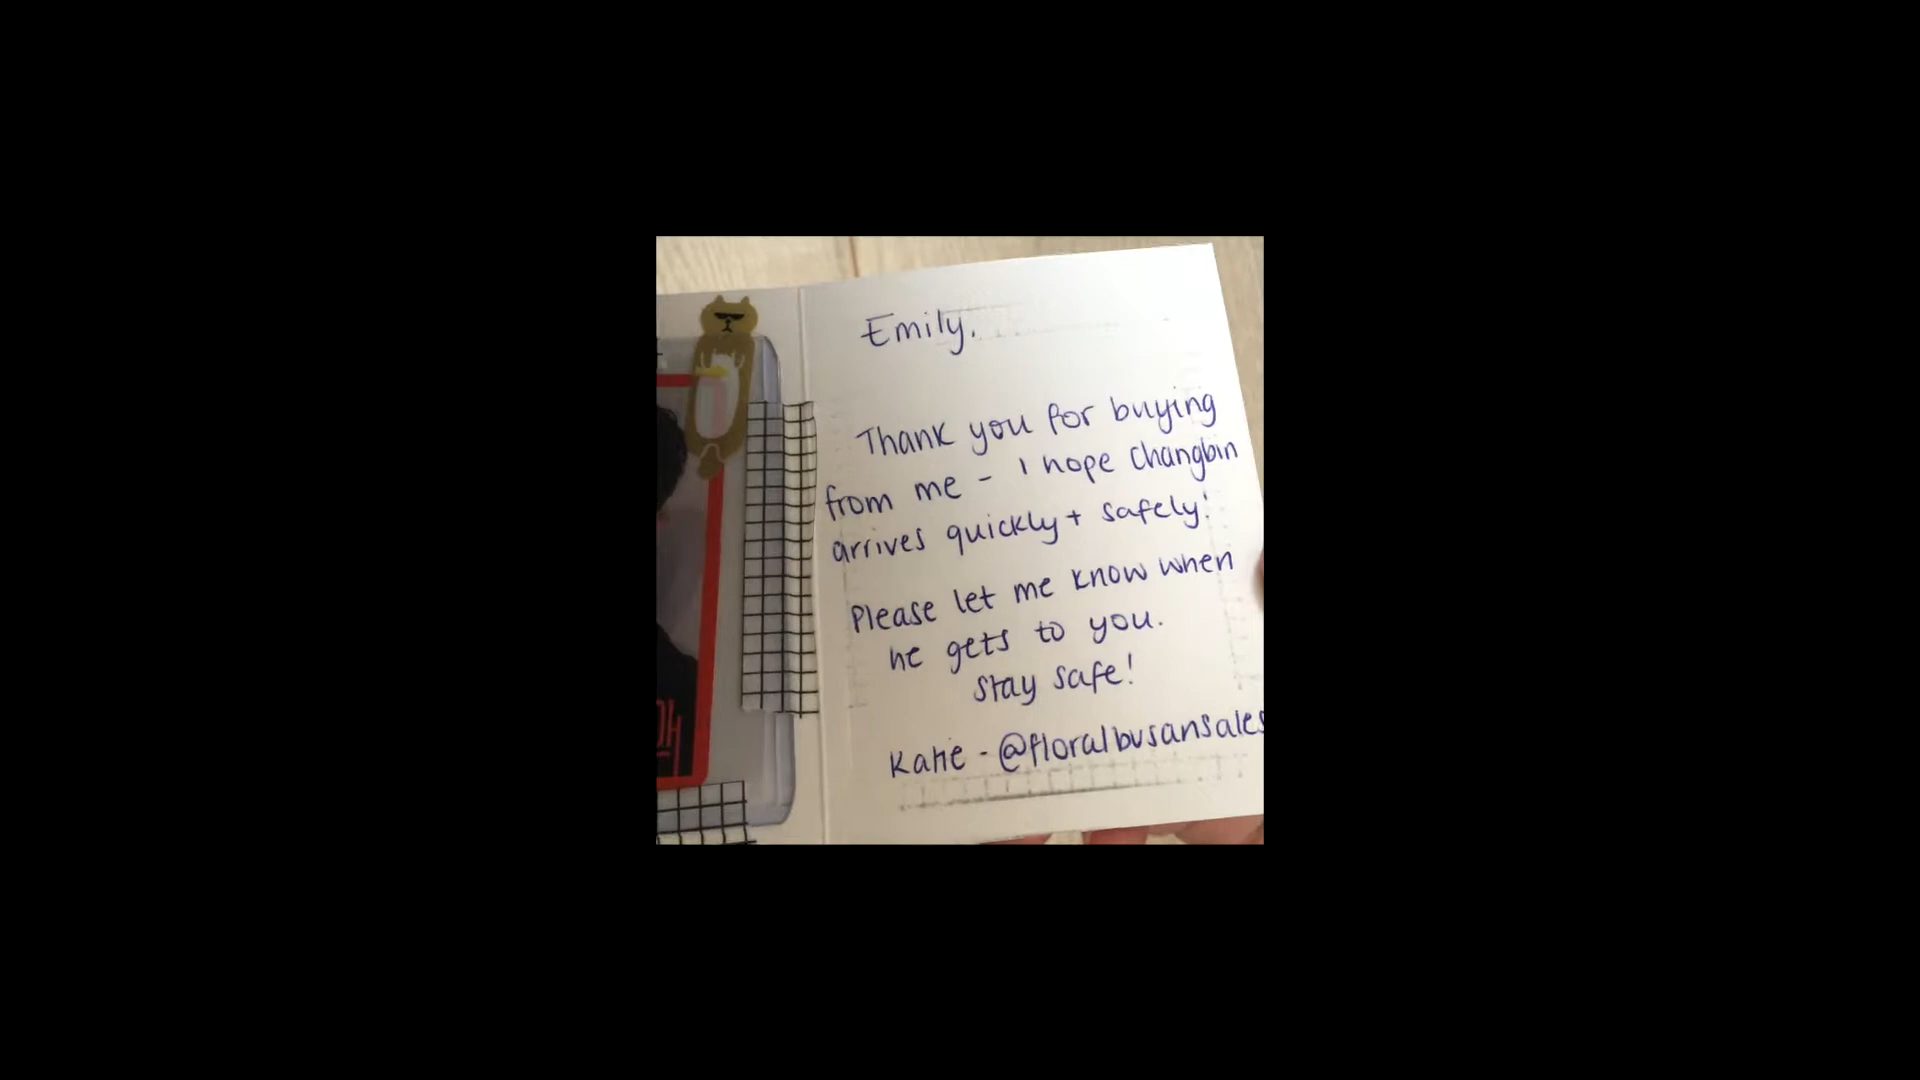 Emily.
Thank you for buying
from me - I hope Changbin
arrives quickly + safely!
Please let me know when
he gets to you.
Stay safe!
Katie - @floralbusansales